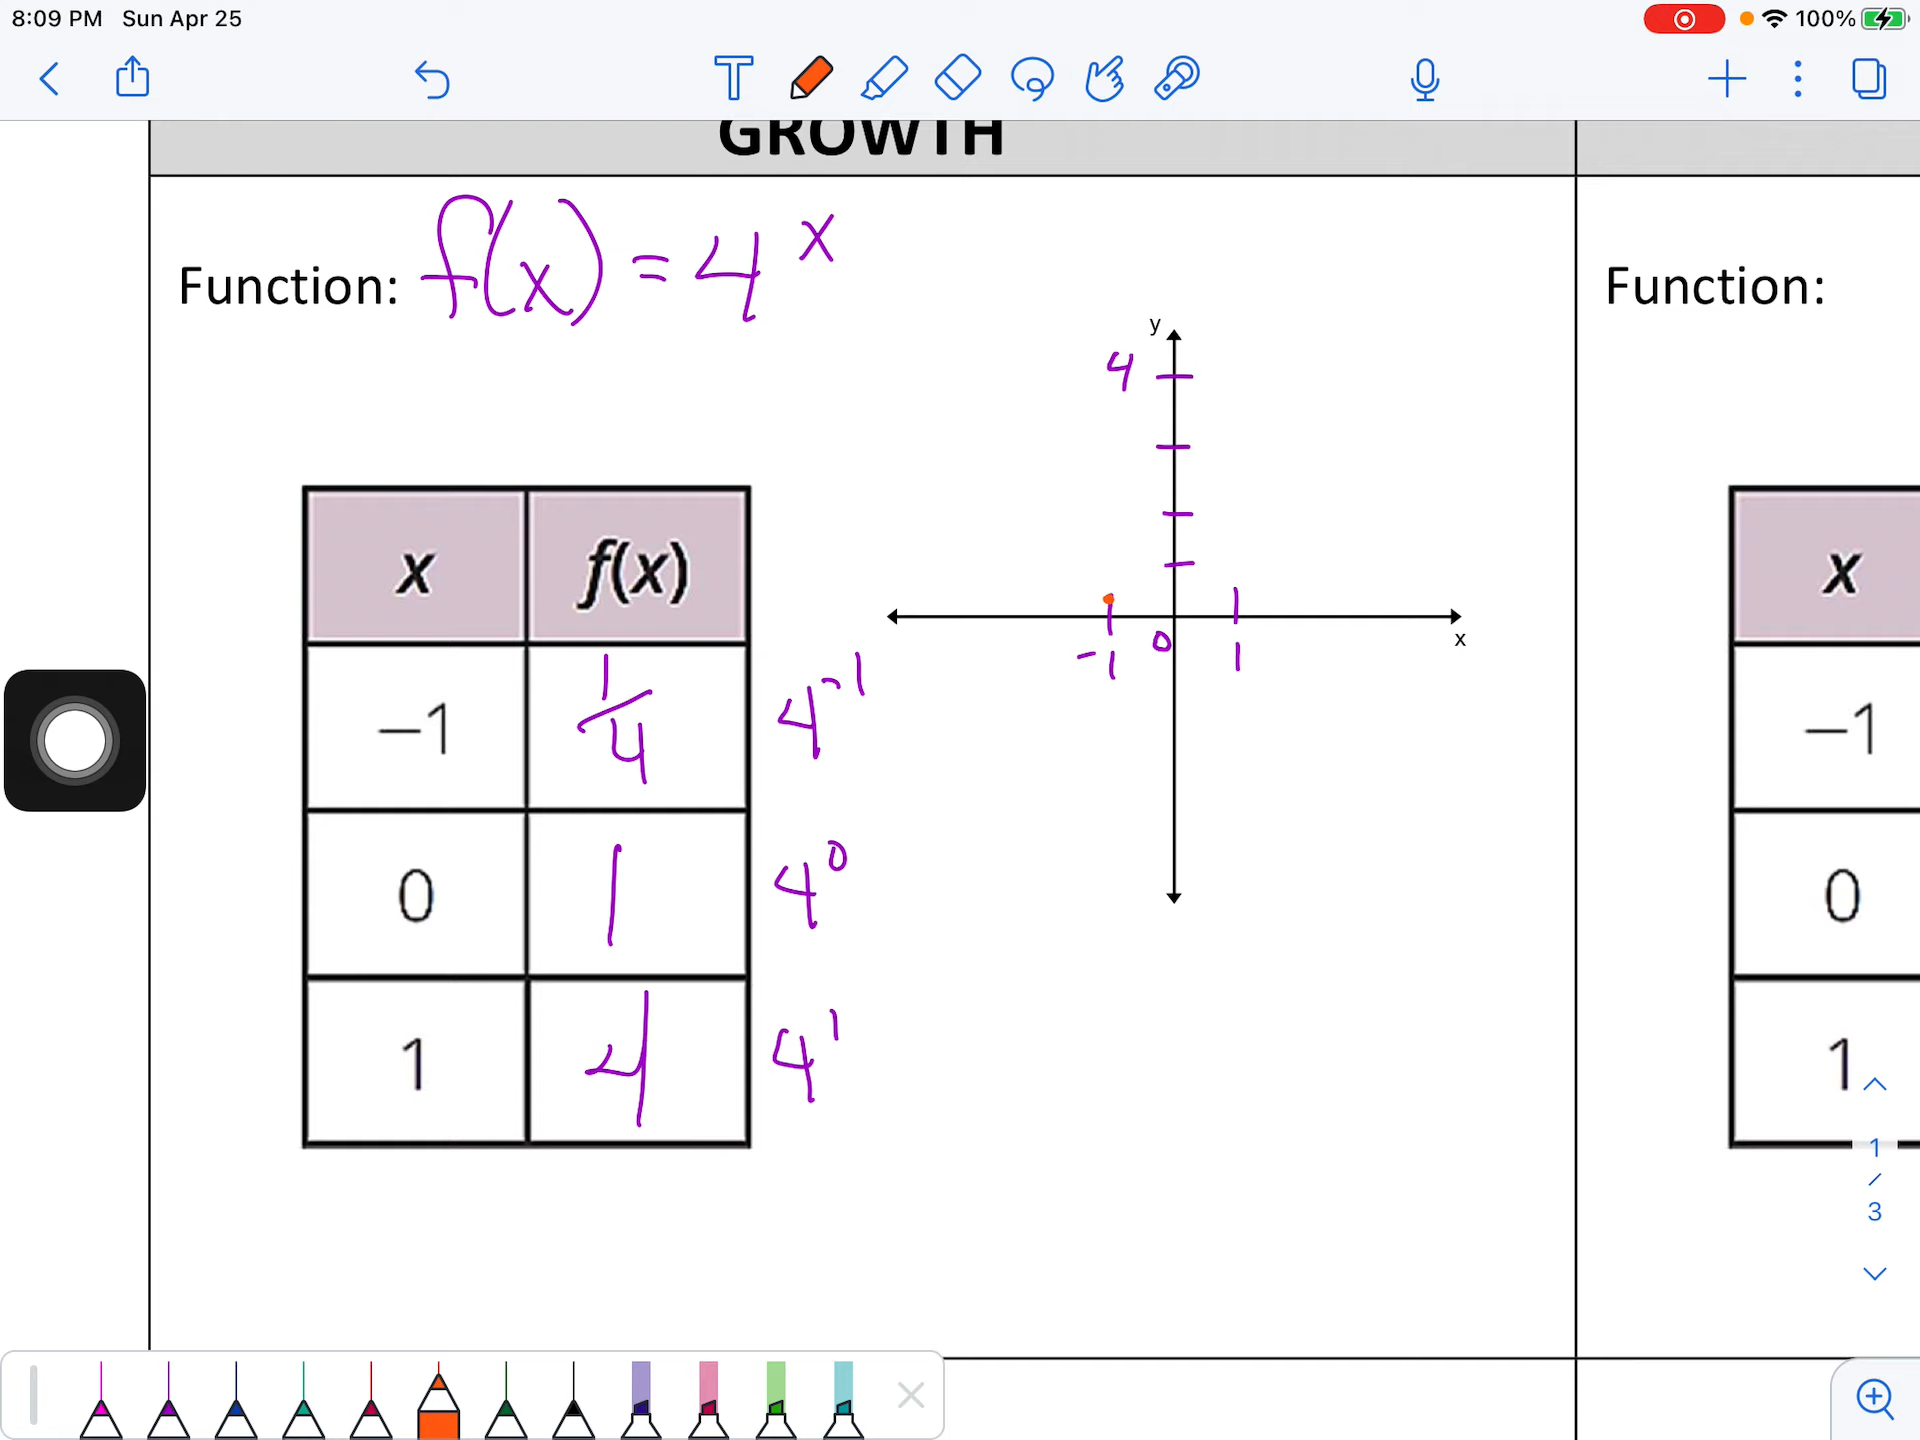 8:09 PM Sun Apr 25
100%
GROWTH
Function: f(x) = 4^x
Function:
y
4
x
-1 0 1
x f(x)
–1 1/4 4^-1
0 1 4^0
1 4 4^1
x
–1
0
1
1
/
3